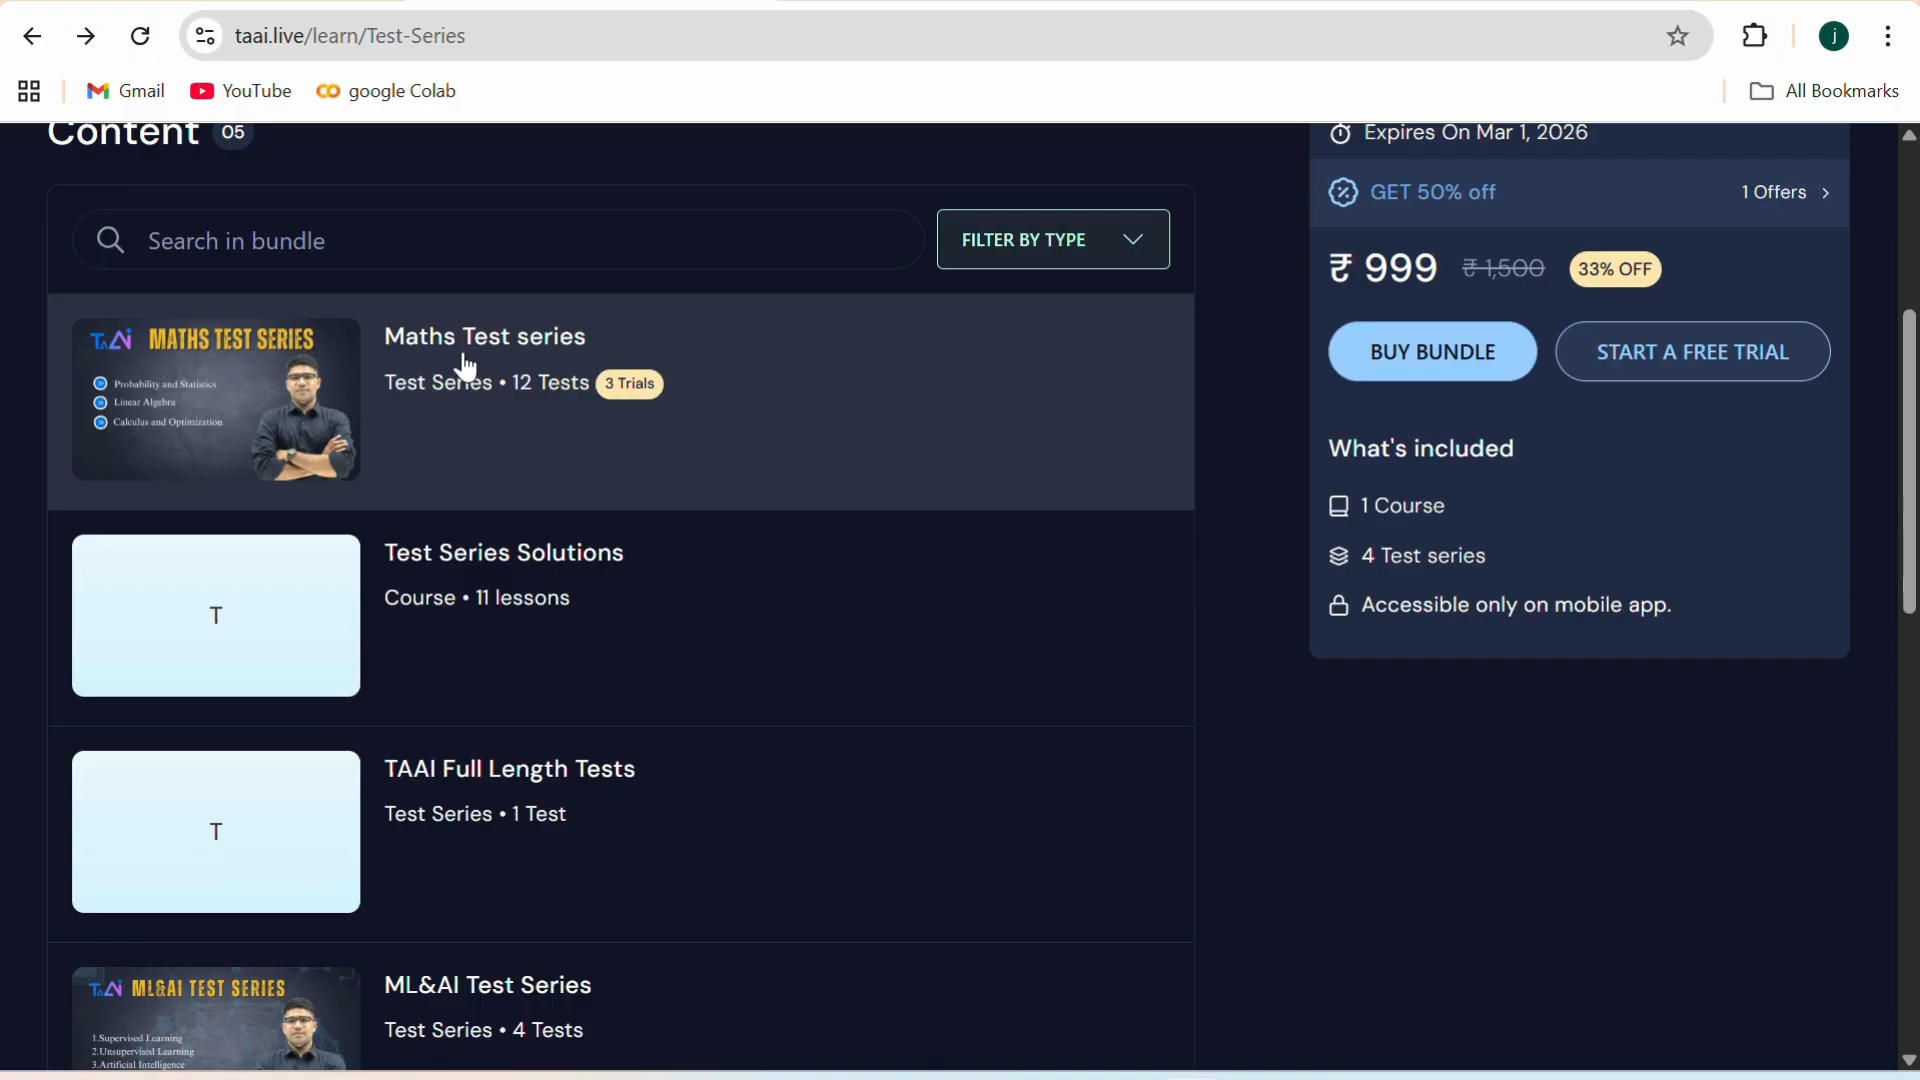 taai.live/learn/Test-Series
j
Gmail
YouTube
google Colab
All Bookmarks
Content 05
Search in bundle
FILTER BY TYPE
TAAI MATHS TEST SERIES
Probability and Statistics
Linear Algebra
Calculus and Optimization
Maths Test series
Test Series • 12 Tests 3 Trials
T
Test Series Solutions
Course • 11 lessons
T
TAAI Full Length Tests
Test Series • 1 Test
TAAI ML&AI TEST SERIES
1.Supervised Learning
2.Unsupervised Learning
3.Artificial Intelligence
ML&AI Test Series
Test Series • 4 Tests
Expires On Mar 1, 2026
GET 50% off
1 Offers
₹ 999 ₹ 1,500 33% OFF
BUY BUNDLE
START A FREE TRIAL
What's included
1 Course
4 Test series
Accessible only on mobile app.